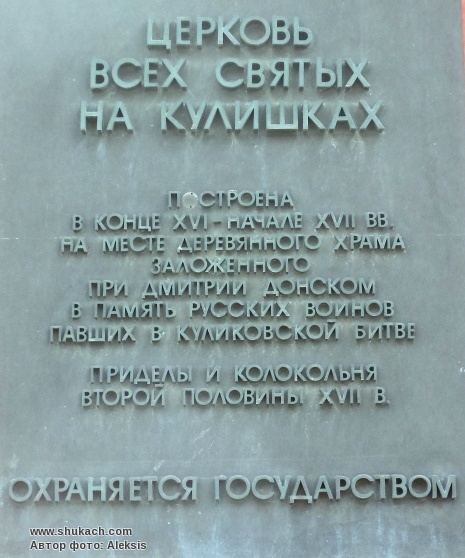 ЦЕРКОВЬ
ВСЕХ СВЯТЫХ
НА КУЛИШКАХ
ПОСТРОЕНА
В КОНЦЕ XVI-НАЧАЛЕ XVII ВВ.
НА МЕСТЕ ДЕРЕВЯННОГО ХРАМА
ЗАЛОЖЕННОГО
ПРИ ДМИТРИИ ДОНСКОМ
В ПАМЯТЬ РУССКИХ ВОИНОВ
ПАВШИХ В КУЛИКОВСКОЙ БИТВЕ
ПРИДЕЛЫ И КОЛОКОЛЬНЯ
ВТОРОЙ ПОЛОВИНЫ XVII В.
ОХРАНЯЕТСЯ ГОСУДАРСТВОМ
www.shukach.com
Автор фото: Aleksis